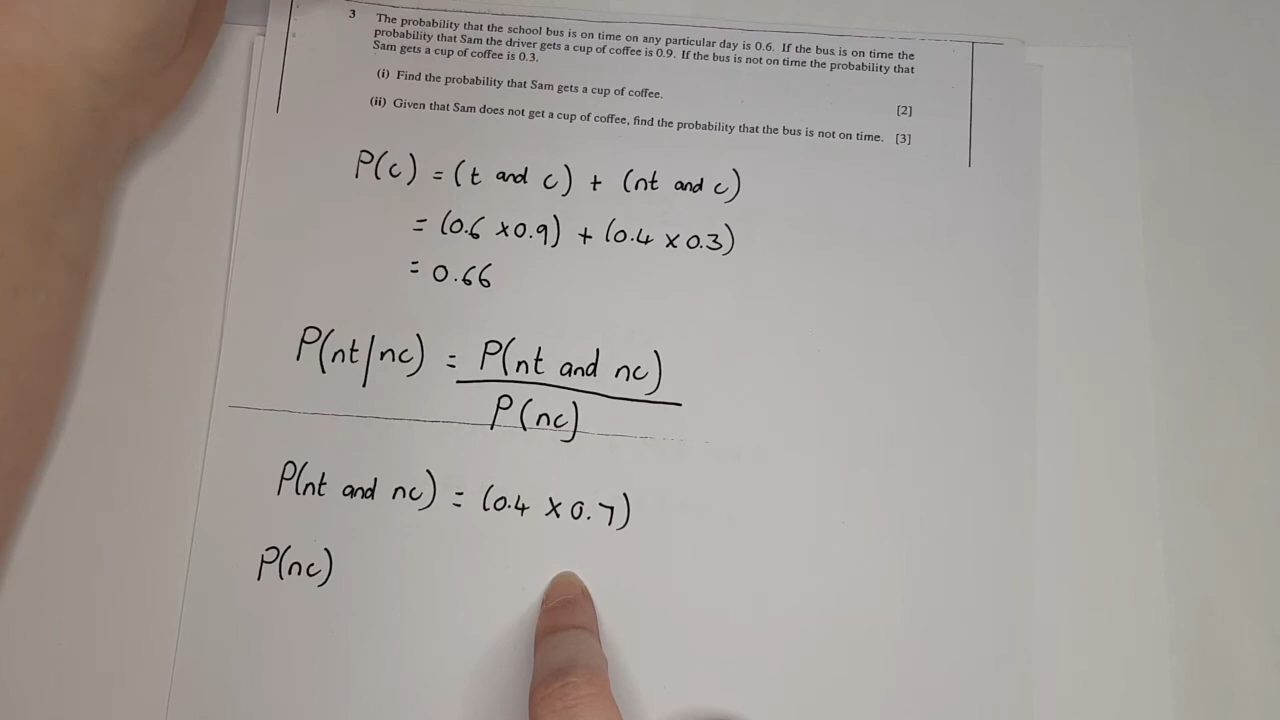 3 The probability that the school bus is on time on any particular day is 0.6. If the bus is on time the
probability that Sam the driver gets a cup of coffee is 0.9. If the bus is not on time the probability that
Sam gets a cup of coffee is 0.3.
(i) Find the probability that Sam gets a cup of coffee. [2]
(ii) Given that Sam does not get a cup of coffee, find the probability that the bus is not on time. [3]
P(c) = (t and c) + (nt and c)
= (0.6 × 0.9) + (0.4 × 0.3)
= 0.66
P(nt/nc) = P(nt and nc)
P(nc)
P(nt and nc) = (0.4 × 0.7)
P(nc)